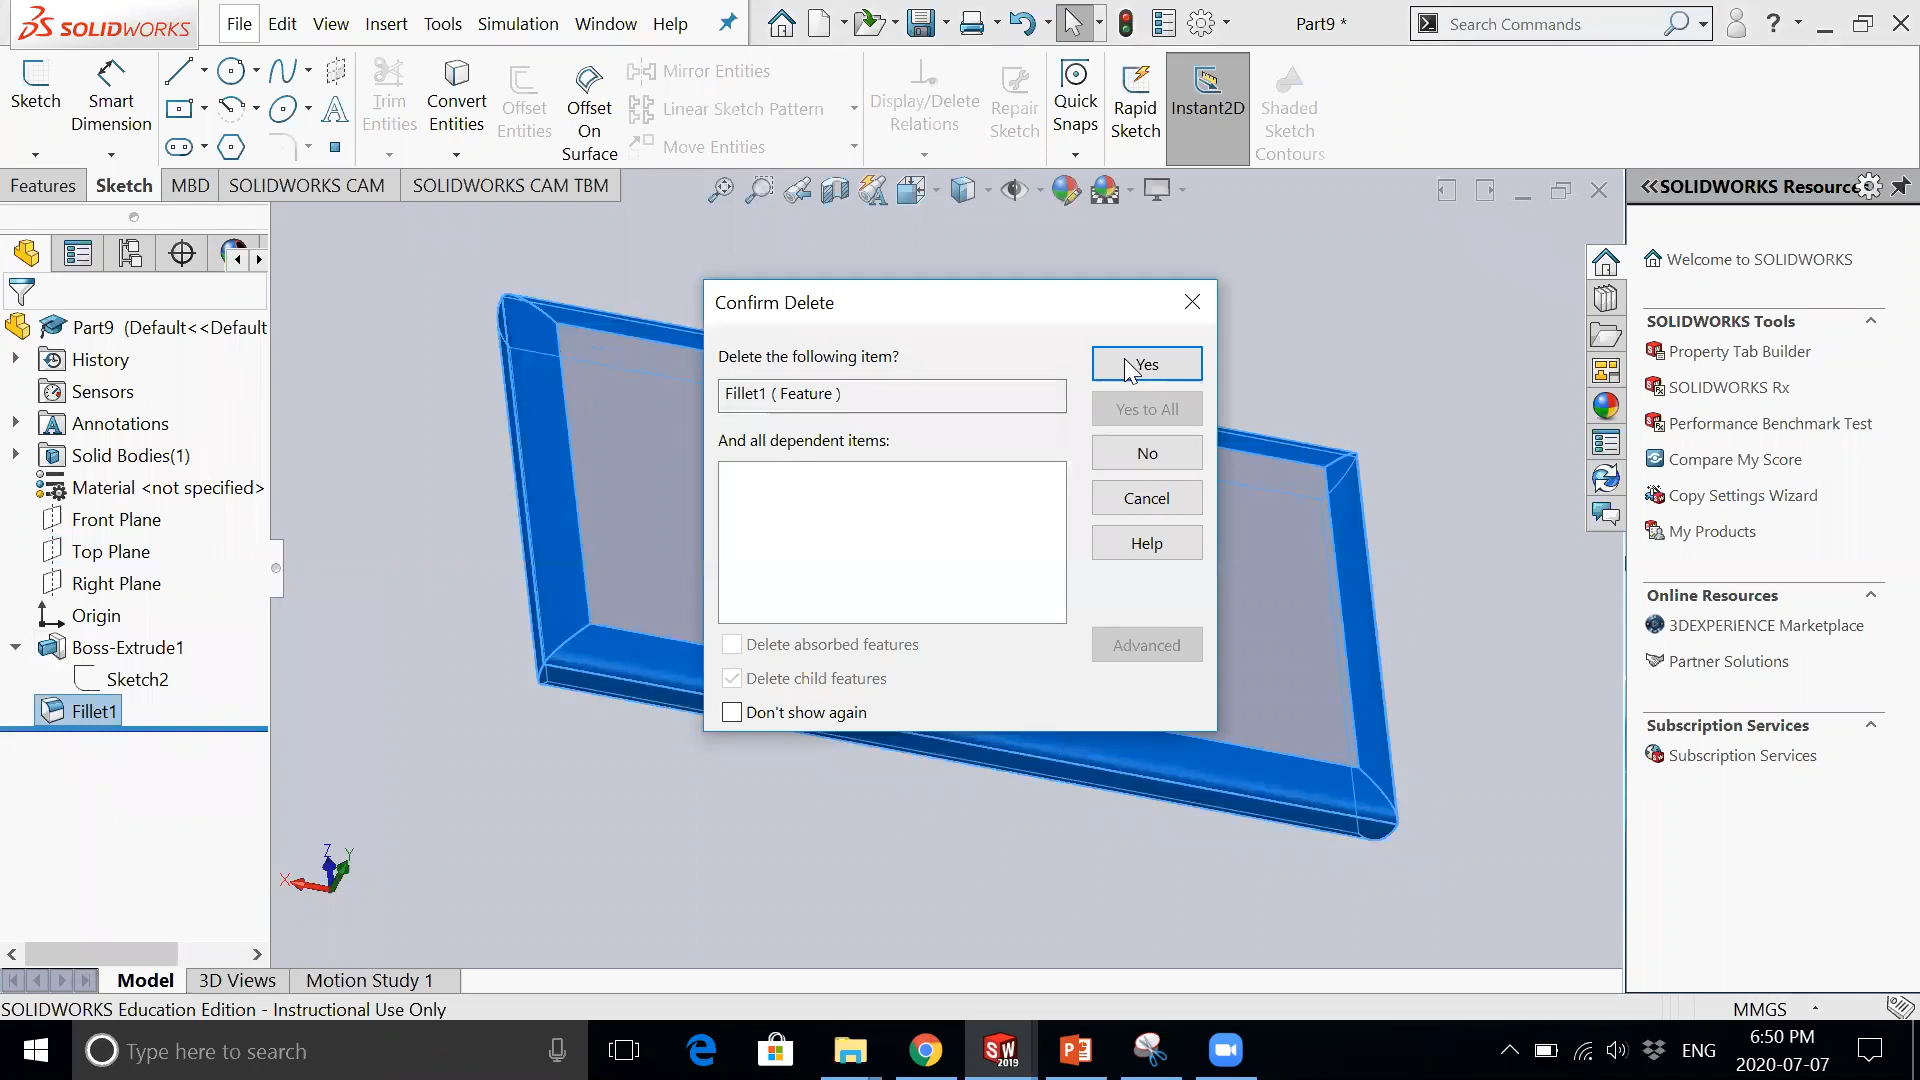 SOLIDWORKS
File Edit View Insert Tools Simulation Window Help
Part9 *
Search Commands
?
Sketch
Smart Dimension
Trim Entities
Convert Entities
Offset Entities
Offset On Surface
Mirror Entities
Linear Sketch Pattern
Move Entities
Display/Delete Relations
Repair Sketch
Quick Snaps
Rapid Sketch
Instant2D
Shaded Sketch Contours
Features Sketch MBD SOLIDWORKS CAM SOLIDWORKS CAM TBM
Part9 (Default<<Default
History
Sensors
Annotations
Solid Bodies(1)
Material <not specified>
Front Plane
Top Plane
Right Plane
Origin
Boss-Extrude1
Sketch2
Fillet1
Confirm Delete
Delete the following item?
Fillet1 ( Feature )
And all dependent items:
Delete absorbed features
Delete child features
Don't show again
Yes
Yes to All
No
Cancel
Help
Advanced
Z
Y
X
SOLIDWORKS Resourc
Welcome to SOLIDWORKS
SOLIDWORKS Tools
Property Tab Builder
SOLIDWORKS Rx
Performance Benchmark Test
Compare My Score
Copy Settings Wizard
My Products
Online Resources
3DEXPERIENCE Marketplace
Partner Solutions
Subscription Services
Subscription Services
Model 3D Views Motion Study 1
SOLIDWORKS Education Edition - Instructional Use Only
MMGS
Type here to search
SW
2019
ENG
6:50 PM
2020-07-07